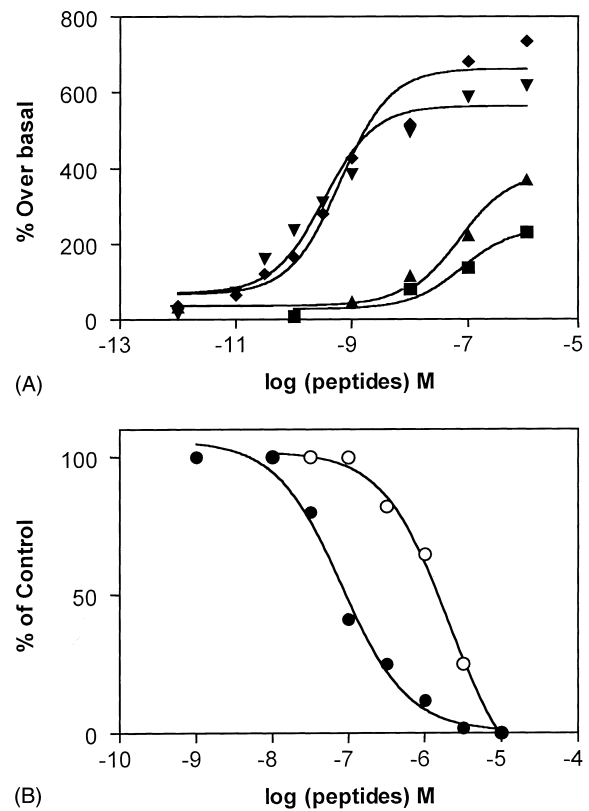 800
600
400
200
0
% Over basal
-13 -11 -9 -7 -5
log (peptides) M
(A)
100
50
0
% of Control
-10 -9 -8 -7 -6 -5 -4
log (peptides) M
(B)